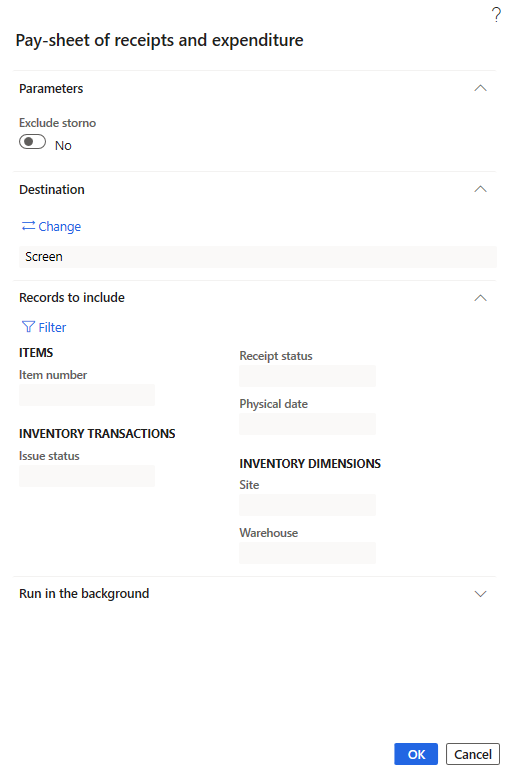 ?
Pay-sheet of receipts and expenditure
Parameters
Exclude storno
No
Destination
Change
Screen
Records to include
Filter
ITEMS
Item number
INVENTORY TRANSACTIONS
Issue status
Receipt status
Physical date
INVENTORY DIMENSIONS
Site
Warehouse
Run in the background
OK Cancel